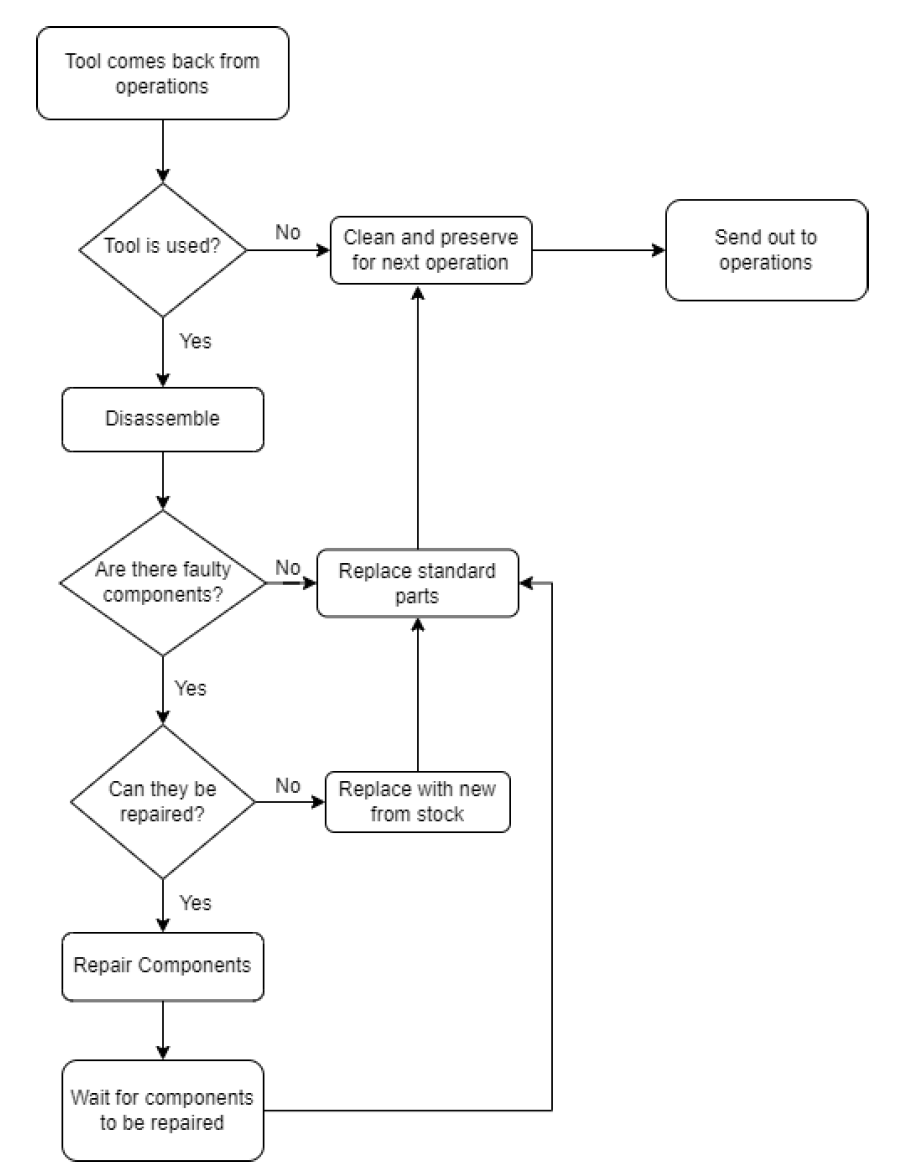 Tool comes back from
operations
Tool is used?
No
Clean and preserve
for next operation
Send out to
operations
Yes
Disassemble
Are there faulty
components?
No
Replace standard
parts
Yes
Can they be
repaired?
No
Replace with new
from stock
Yes
Repair Components
Wait for components
to be repaired